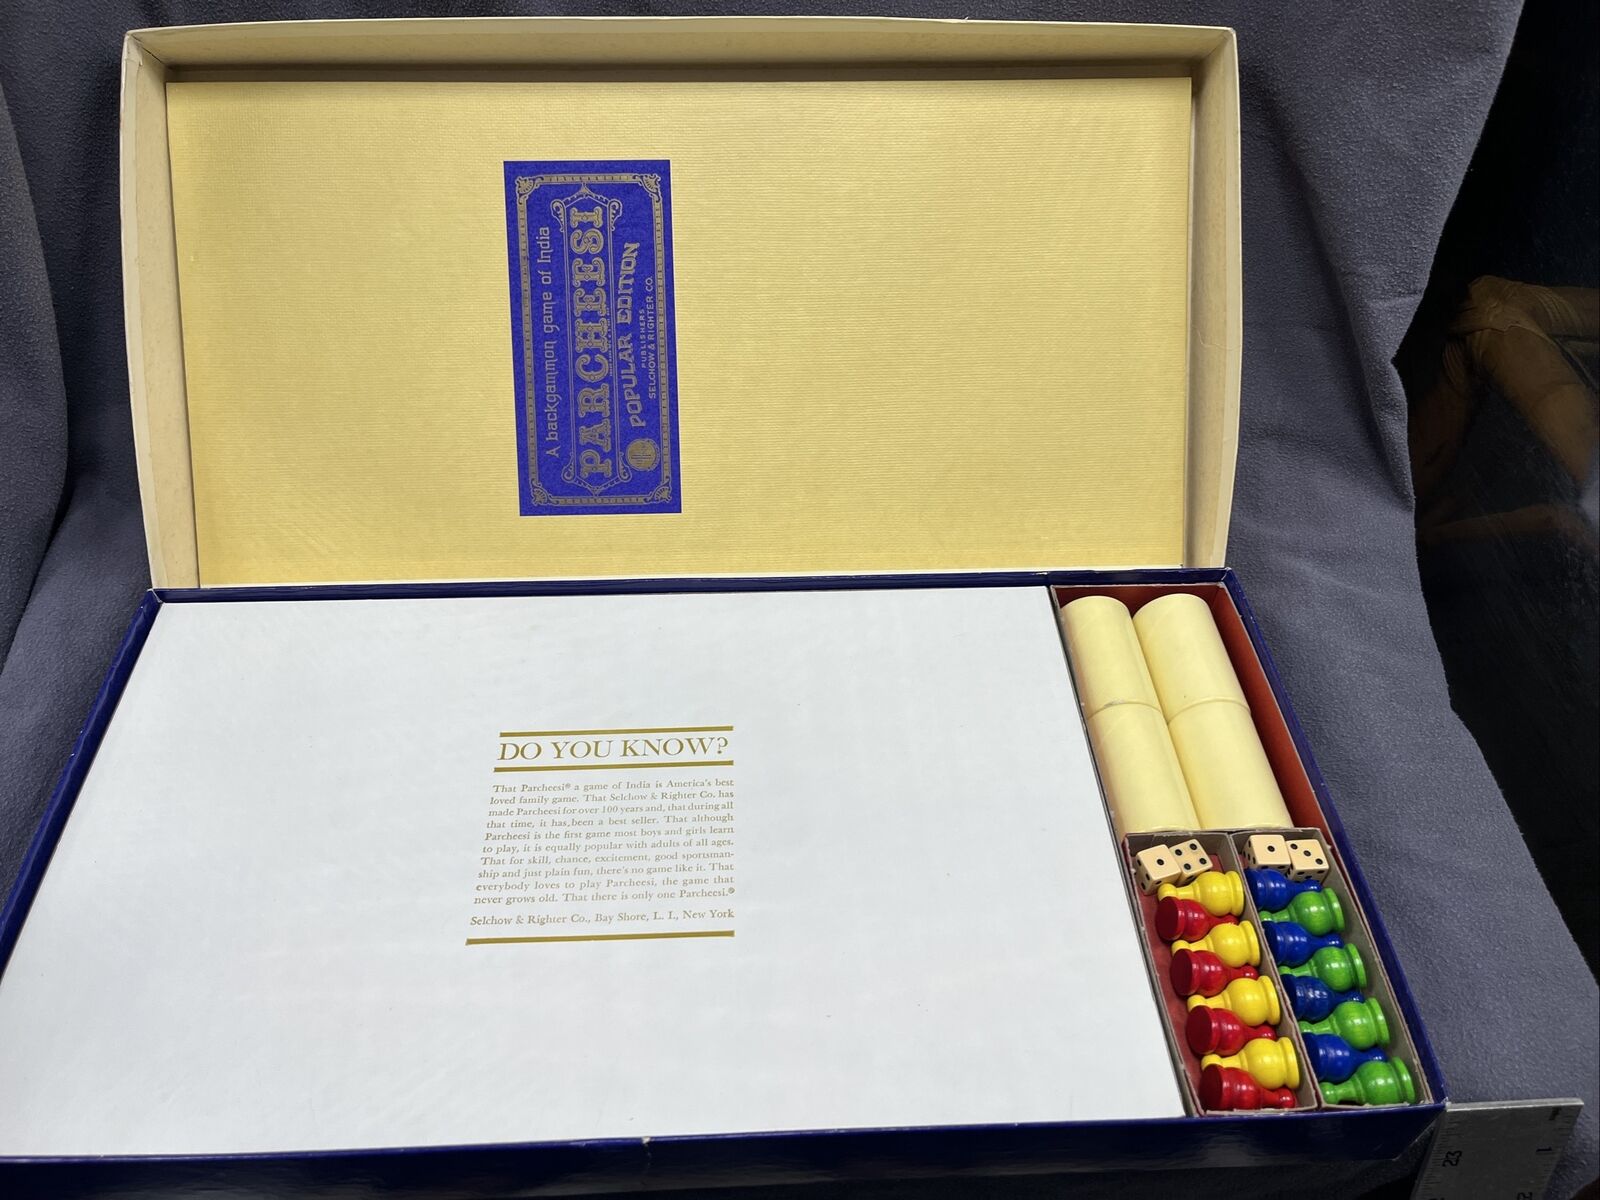 A backgammon game of India
PARCHEESI
POPULAR EDITION
PUBLISHERS
SELCHOW & RIGHTER CO.
DO YOU KNOW?
That Parcheesi® a game of India is America's best
loved family game. That Selchow & Righter Co. has
made Parcheesi for over 100 years and, that during all
that time, it has been a best seller. That although
Parcheesi is the first game most boys and girls learn
to play, it is equally popular with adults of all ages.
That for skill, chance, excitement, good sportsman-
ship and just plain fun, there's no game like it. That
everybody loves to play Parcheesi, the game that
never grows old. That there is only one Parcheesi.®
Selchow & Righter Co., Bay Shore, L. I., New York
23
1